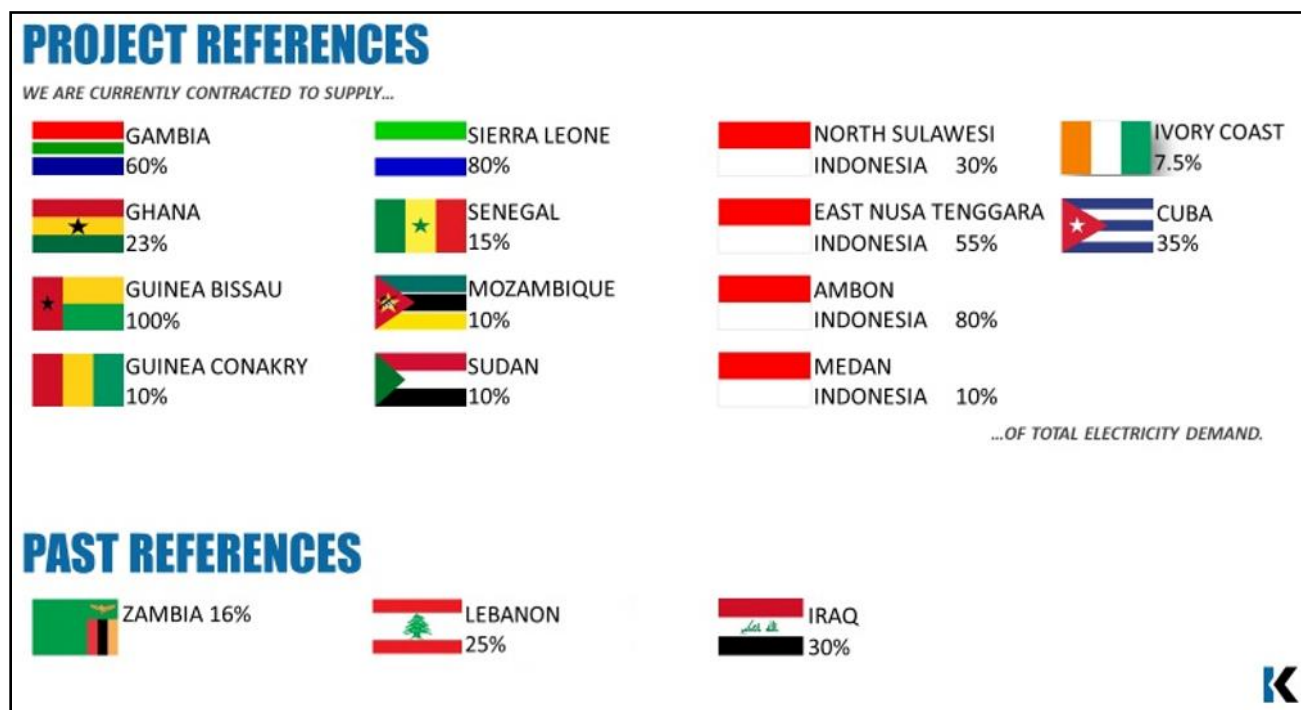 PROJECT REFERENCES
WE ARE CURRENTLY CONTRACTED TO SUPPLY...
GAMBIA
60%
GHANA
23%
GUINEA BISSAU
100%
GUINEA CONAKRY
10%
SIERRA LEONE
80%
SENEGAL
15%
MOZAMBIQUE
10%
SUDAN
10%
NORTH SULAWESI
INDONESIA 30%
EAST NUSA TENGGARA
INDONESIA 55%
AMBON
INDONESIA 80%
MEDAN
INDONESIA 10%
IVORY COAST
7.5%
CUBA
35%
...OF TOTAL ELECTRICITY DEMAND.
PAST REFERENCES
ZAMBIA 16%
LEBANON
25%
IRAQ
30%
K